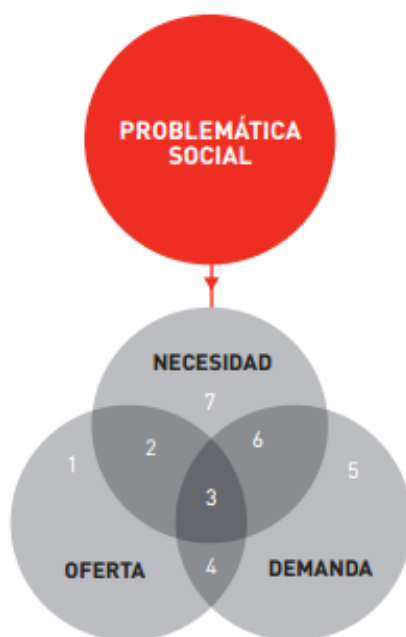 PROBLEMÁTICA
SOCIAL
NECESIDAD
7
2
6
1
5
3
OFERTA
4
DEMANDA